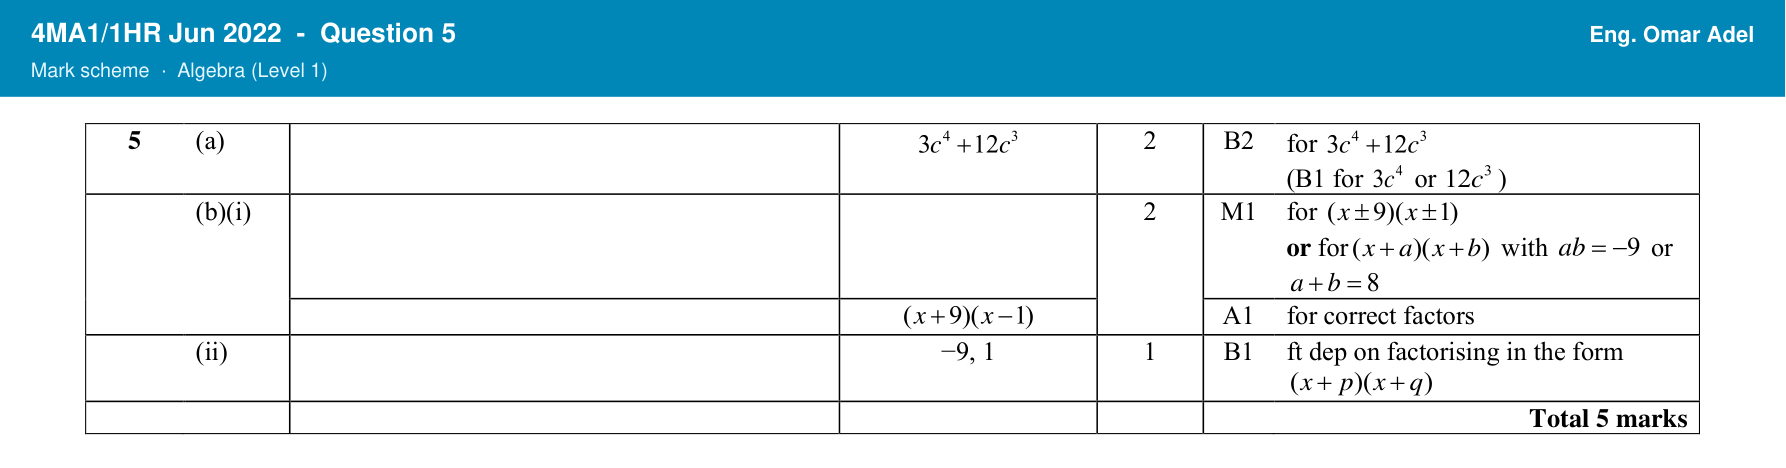 4MA1/1HR Jun 2022 - Question 5
Eng. Omar Adel
Mark scheme · Algebra (Level 1)
5 (a) 3c⁴ +12c³ 2 B2 for 3c⁴ +12c³
(B1 for 3c⁴ or 12c³ )
(b)(i) 2 M1 for (x ± 9)(x ± 1)
or for (x + a)(x + b) with ab = −9 or
a + b = 8
(x + 9)(x − 1) A1 for correct factors
(ii) −9, 1 1 B1 ft dep on factorising in the form
(x + p)(x + q)
Total 5 marks